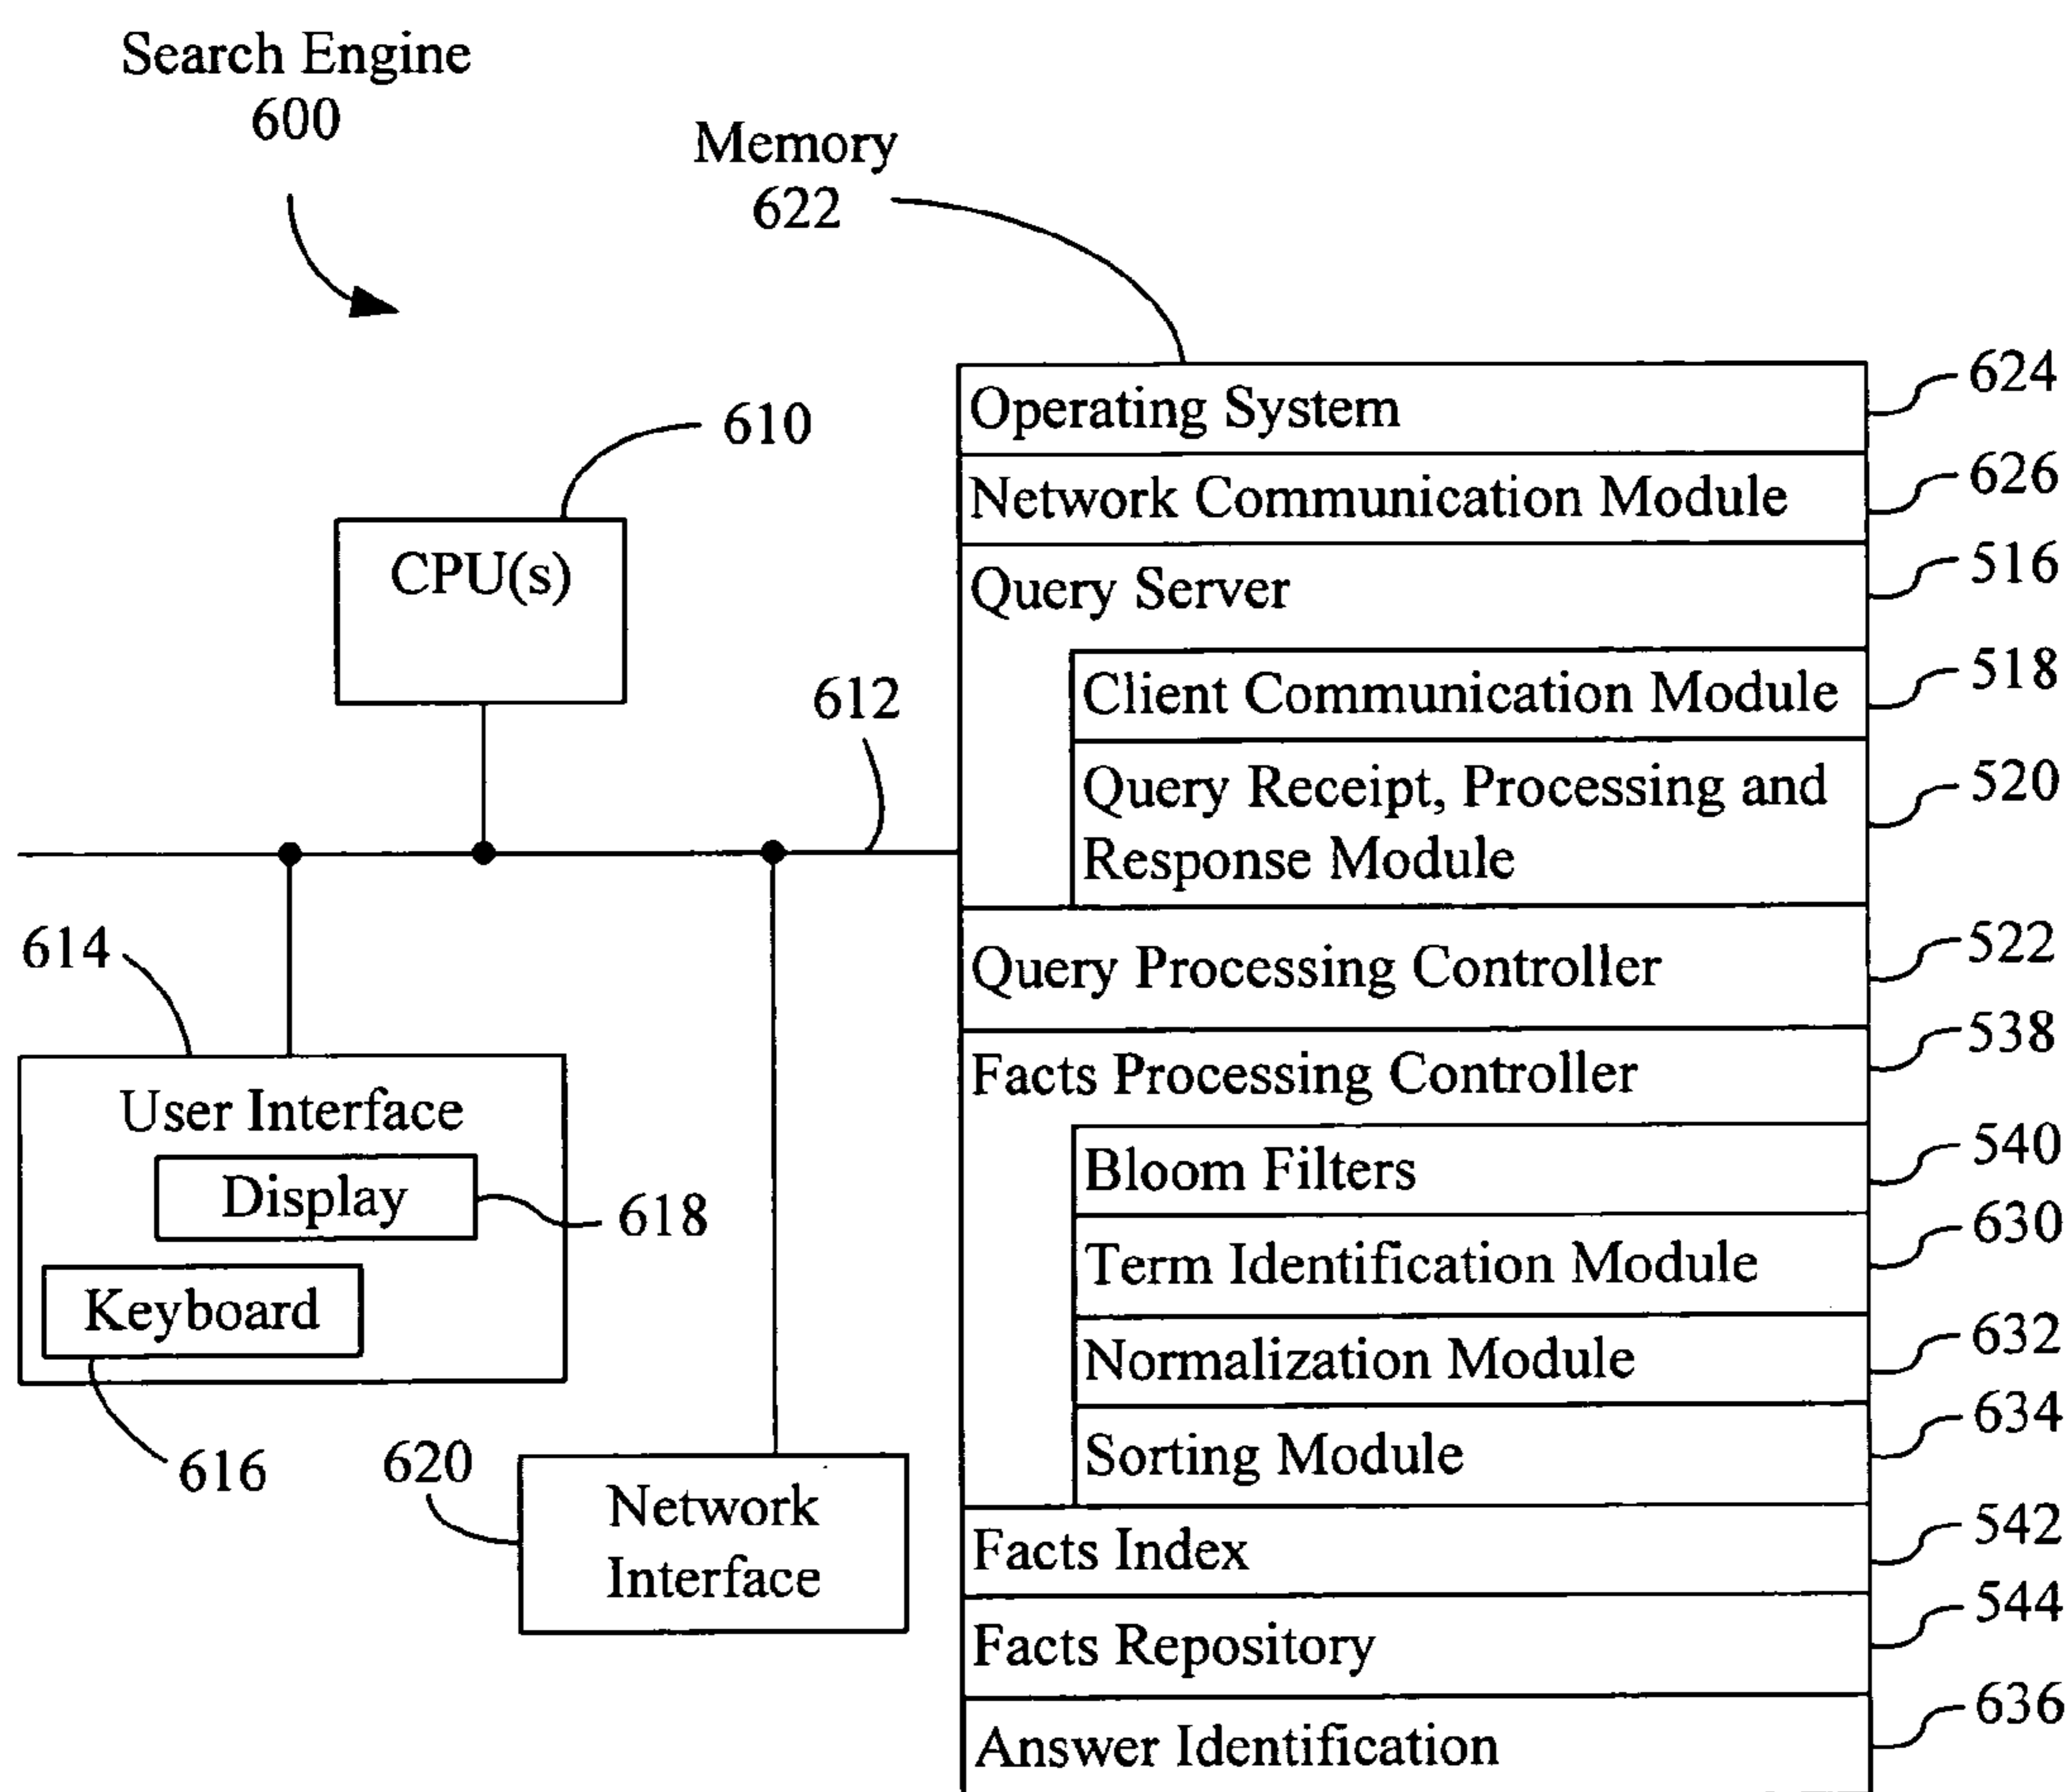 Search Engine
600
Memory
622
624
Operating System
626
Network Communication Module
610
CPU(s)
516
Query Server
518
Client Communication Module
612
520
Query Receipt, Processing and
Response Module
522
Query Processing Controller
614
538
Facts Processing Controller
User Interface
540
Bloom Filters
Display
618
630
Term Identification Module
Keyboard
632
Normalization Module
634
Sorting Module
616
620
Network
Interface
542
Facts Index
544
Facts Repository
636
Answer Identification